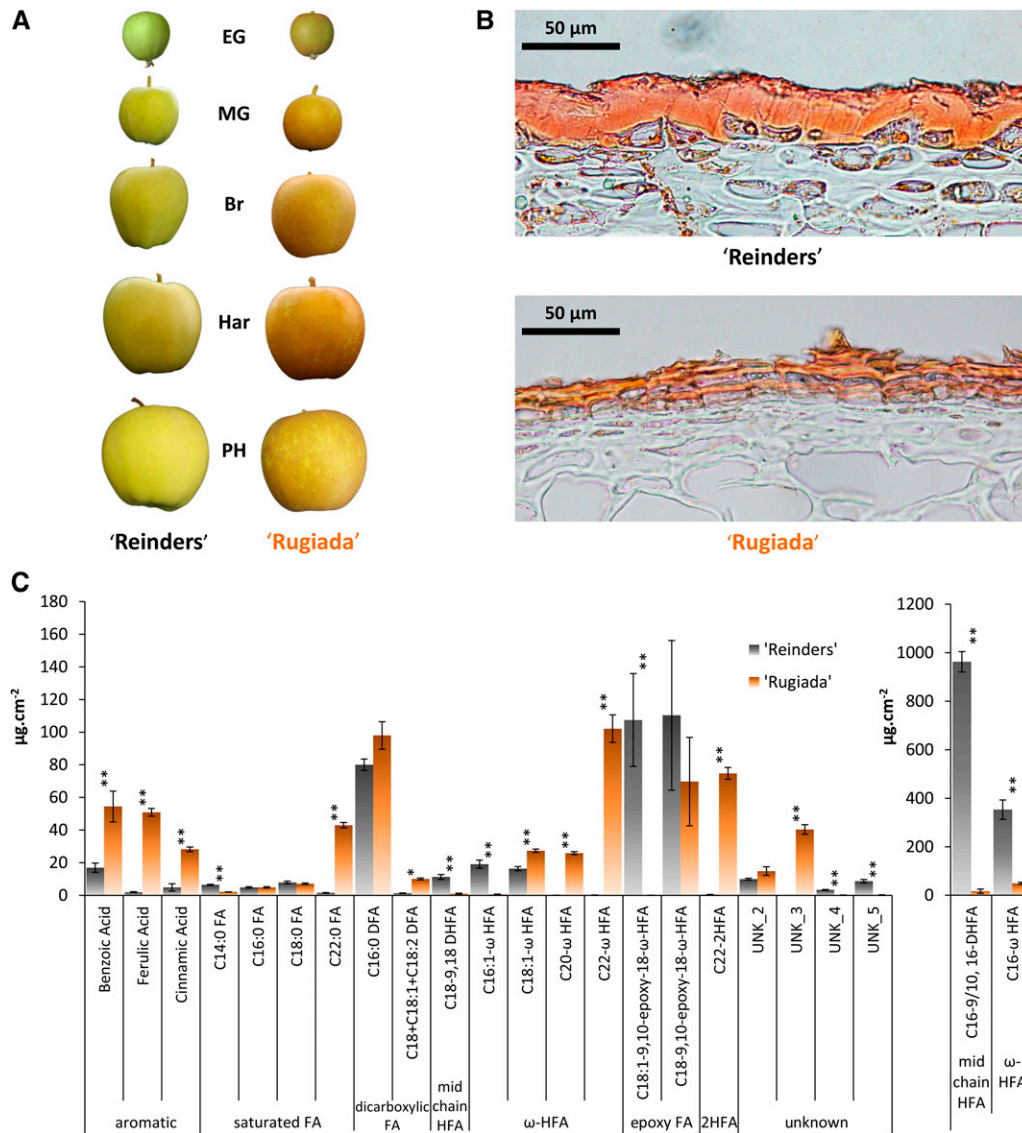 A
EG
MG
Br
Har
PH
'Reinders'
'Rugiada'
B
50 µm
'Reinders'
50 µm
'Rugiada'
C
µg.cm-2
180
160
140
120
100
80
60
40
20
0
'Reinders'
'Rugiada'
**
**
**
**
**
*
**
**
**
**
**
**
**
**
**
**
Benzoic Acid
Ferulic Acid
Cinnamic Acid
C14:0 FA
C16:0 FA
C18:0 FA
C22:0 FA
C16:0 DFA
C18+C18:1+C18:2 DFA
C18-9,18 DHFA
C16:1-ω HFA
C18:1-ω HFA
C20-ω HFA
C22-ω HFA
C18:1-9,10-epoxy-18-ω-HFA
C18-9,10-epoxy-18-ω-HFA
C22-2HFA
UNK_2
UNK_3
UNK_4
UNK_5
aromatic
saturated FA
dicarboxylic FA
mid chain HFA
ω-HFA
epoxy FA
2HFA
unknown
µg.cm-2
1200
1000
800
600
400
200
0
**
**
C16-9/10, 16-DHFA
C16-ω HFA
mid chain HFA
ω-HFA